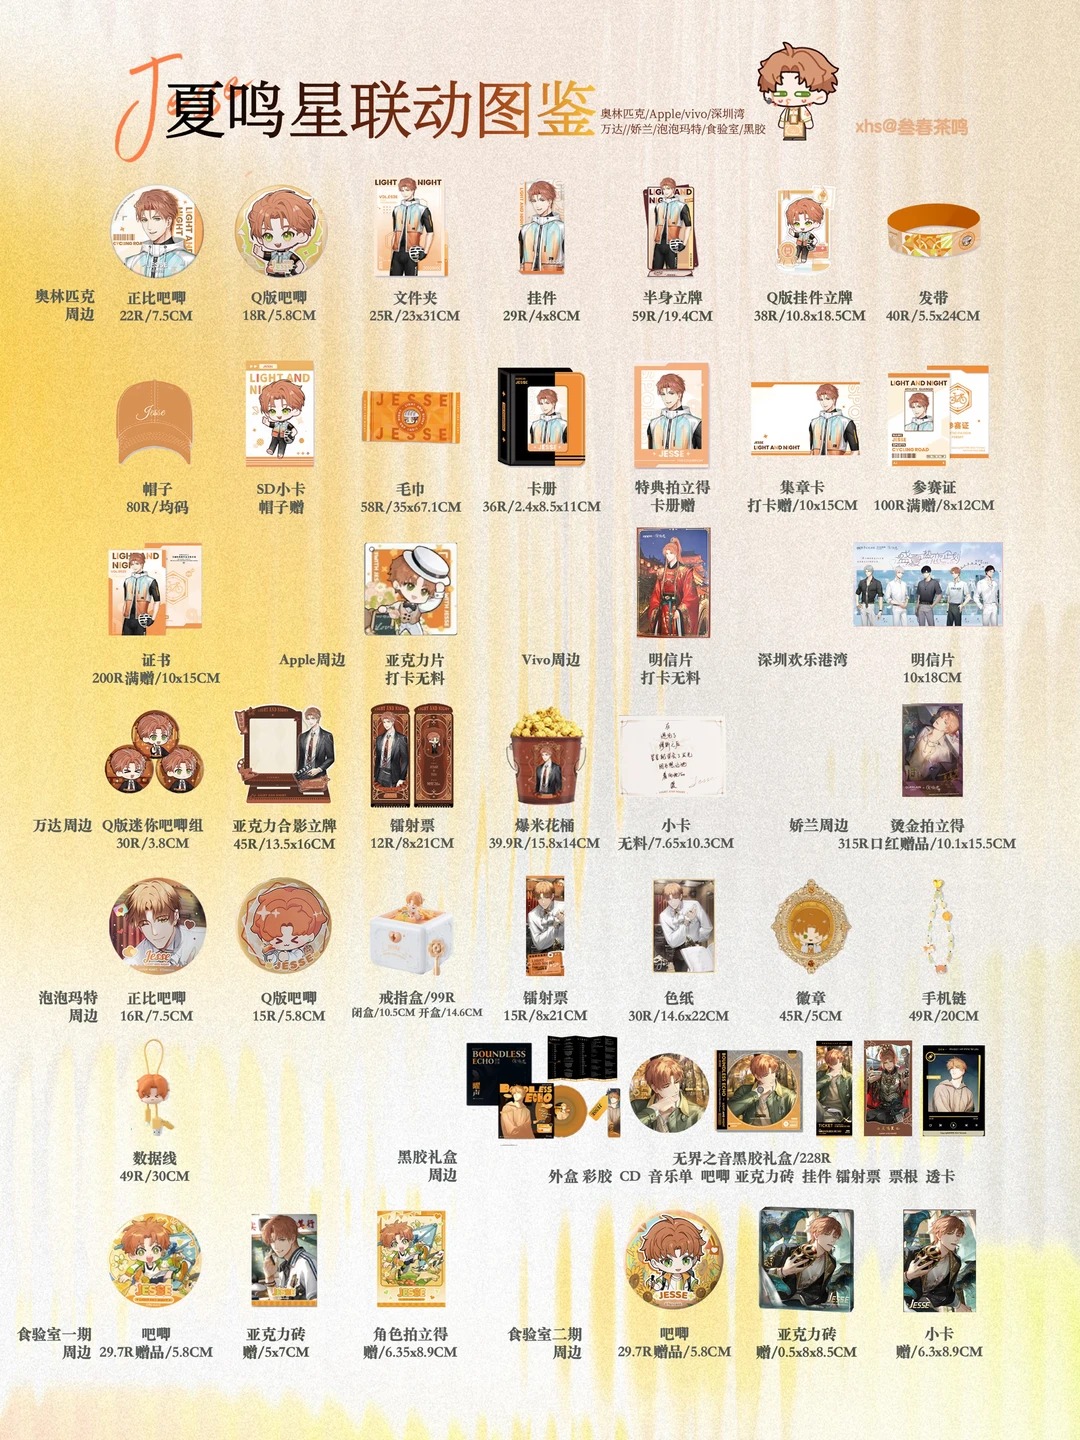 Jesse
夏鸣星联动图鉴
奥林匹克/Apple/vivo/深圳湾
万达//娇兰/泡泡玛特/食验室/黑胶
xhs@叁春茶鸣
奥林匹克
周边
正比吧唧
22R/7.5CM
Q版吧唧
18R/5.8CM
文件夹
25R/23x31CM
挂件
29R/4x8CM
半身立牌
59R/19.4CM
Q版挂件立牌
38R/10.8x18.5CM
发带
40R/5.5x24CM
帽子
80R/均码
SD小卡
帽子赠
毛巾
58R/35x67.1CM
卡册
36R/2.4x8.5x11CM
特典拍立得
卡册赠
集章卡
打卡赠/10x15CM
参赛证
100R满赠/8x12CM
证书
200R满赠/10x15CM
Apple周边
亚克力片
打卡无料
Vivo周边
明信片
打卡无料
深圳欢乐港湾
明信片
10x18CM
万达周边
Q版迷你吧唧组
30R/3.8CM
亚克力合影立牌
45R/13.5x16CM
镭射票
12R/8x21CM
爆米花桶
39.9R/15.8x14CM
小卡
无料/7.65x10.3CM
娇兰周边
烫金拍立得
315R口红赠品/10.1x15.5CM
泡泡玛特
周边
正比吧唧
16R/7.5CM
Q版吧唧
15R/5.8CM
戒指盒/99R
闭盒/10.5CM 开盒/14.6CM
镭射票
15R/8x21CM
色纸
30R/14.6x22CM
徽章
45R/5CM
手机链
49R/20CM
数据线
49R/30CM
黑胶礼盒
周边
BOUNDLESS
ECHO
无界之音黑胶礼盒/228R
外盒 彩胶 CD 音乐单 吧唧 亚克力砖 挂件 镭射票 票根 透卡
食验室一期
周边
吧唧
29.7R赠品/5.8CM
亚克力砖
赠/5x7CM
角色拍立得
赠/6.35x8.9CM
食验室二期
周边
吧唧
29.7R赠品/5.8CM
亚克力砖
赠/0.5x8x8.5CM
小卡
赠/6.3x8.9CM